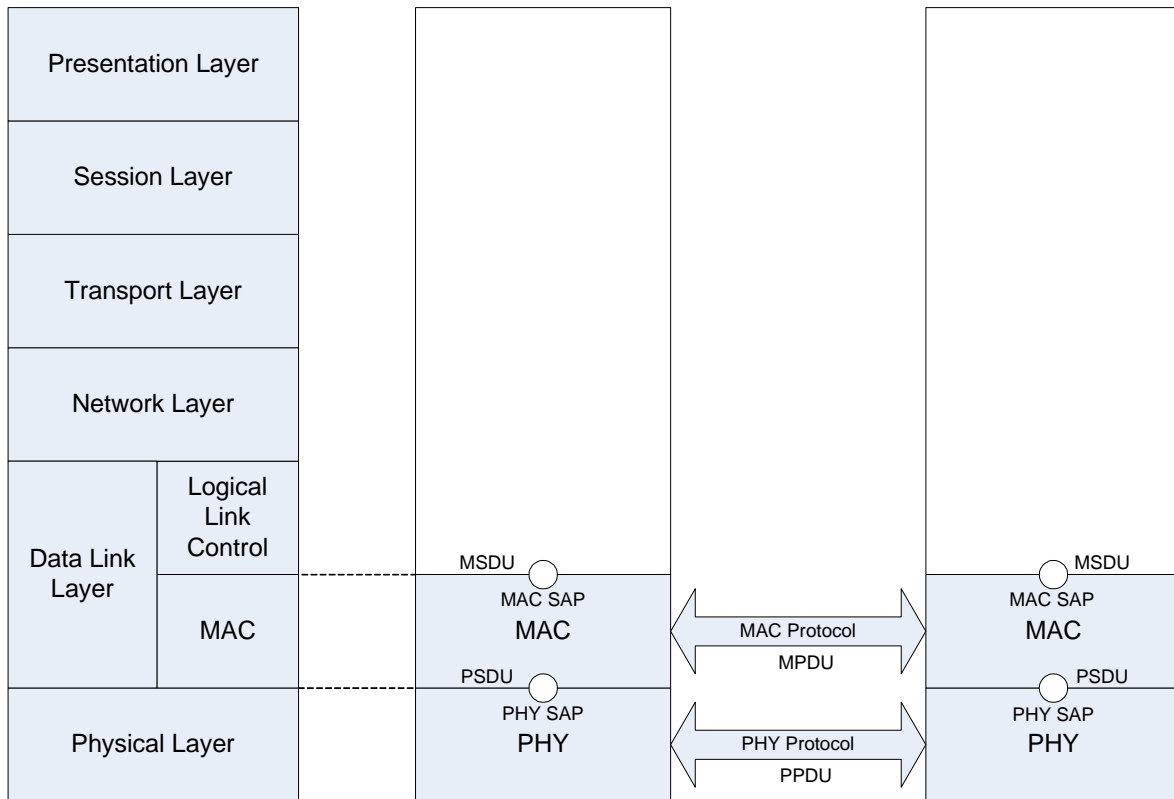 Presentation Layer
Session Layer
Transport Layer
Network Layer
Data Link
Layer
Logical
Link
Control
MAC
Physical Layer
MSDU
MAC SAP
MAC
PSDU
PHY SAP
PHY
MAC Protocol
MPDU
PHY Protocol
PPDU
MSDU
MAC SAP
MAC
PSDU
PHY SAP
PHY